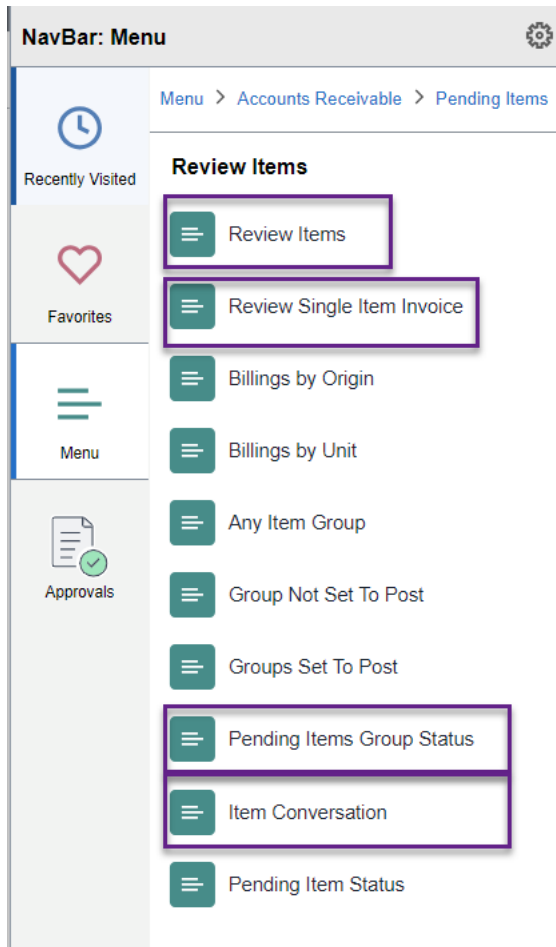 NavBar: Menu
Recently Visited
Favorites
Menu
Approvals
Menu > Accounts Receivable > Pending Items
Review Items
Review Items
Review Single Item Invoice
Billings by Origin
Billings by Unit
Any Item Group
Group Not Set To Post
Groups Set To Post
Pending Items Group Status
Item Conversation
Pending Item Status